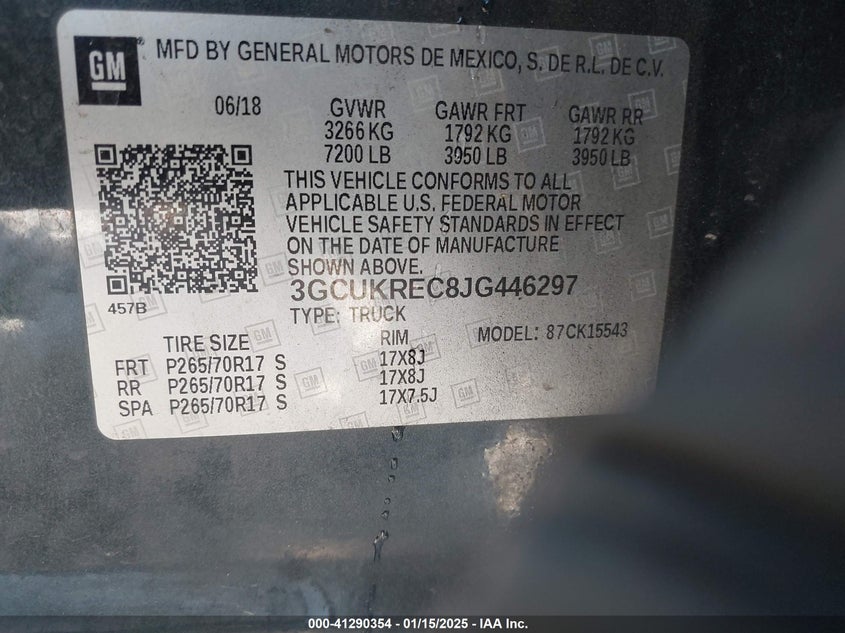 GM
MFD BY GENERAL MOTORS DE MEXICO, S. DE R.L. DE C.V.
06/18 GVWR GAWR FRT GAWR RR
3266 KG 1792 KG 1792 KG
7200 LB 3950 LB 3950 LB
THIS VEHICLE CONFORMS TO ALL
APPLICABLE U.S. FEDERAL MOTOR
VEHICLE SAFETY STANDARDS IN EFFECT
ON THE DATE OF MANUFACTURE
SHOWN ABOVE.
3GCUKREC8JG446297
457B
TYPE: TRUCK
TIRE SIZE RIM MODEL: 87CK15543
FRT P265/70R17 S 17X8J
RR P265/70R17 S 17X8J
SPA P265/70R17 S 17X7.5J
000-41290354 - 01/15/2025 - IAA Inc.